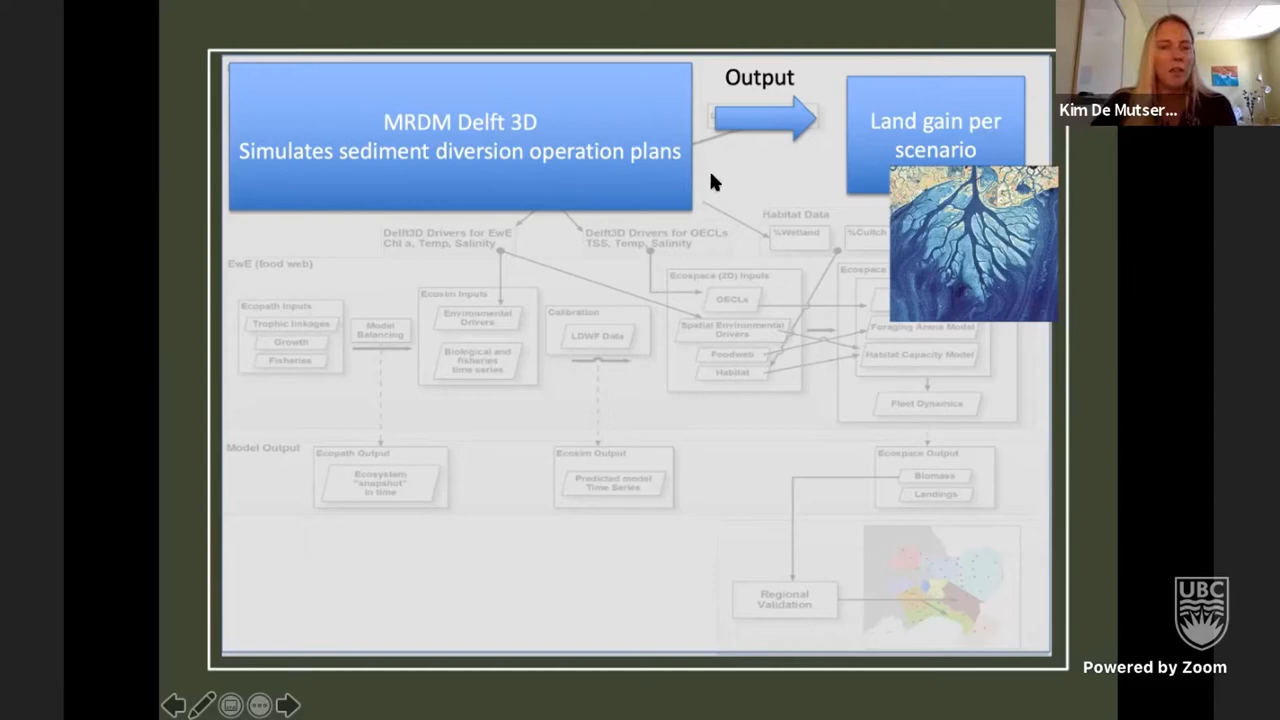 Output
MRDM Delft 3D
Simulates sediment diversion operation plans
Land gain per
scenario
Kim De Mutser...
Habitat Data
%Wetland
%Cultch
Delft3D Drivers for EwE
Chl a, Temp, Salinity
Delft3D Drivers for OECLs
TSS, Temp, Salinity
EwE (food web)
Ecopath Inputs
Trophic linkages
Growth
Fisheries
Model
Balancing
Ecosim Inputs
Environmental
Drivers
Biological and
fisheries
time series
Calibration
LDWF Data
Ecospace (2D) Inputs
OECLs
Spatial Environmental
Drivers
Foodweb
Habitat
Ecospace
Foraging Arena Model
Habitat Capacity Model
Fleet Dynamics
Model Output
Ecopath Output
Ecosystem
"snapshot"
in time
Ecosim Output
Predicted model
Time Series
Ecospace Output
Biomass
Landings
Regional
Validation
UBC
Powered by Zoom